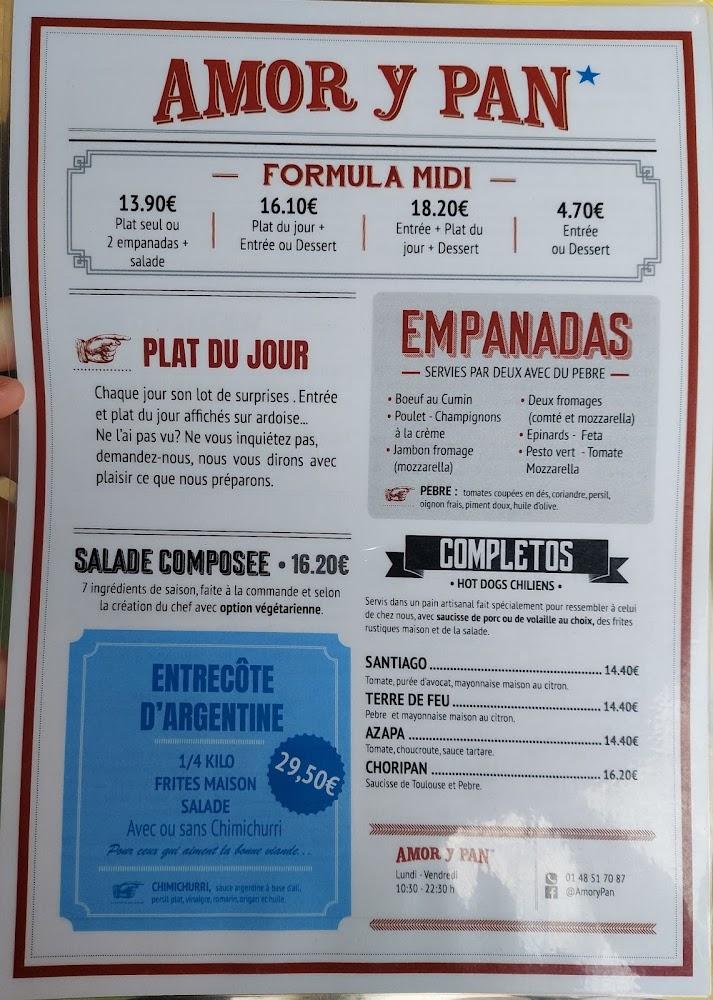 AMOR y PAN
FORMULA MIDI
13.90€
Plat seul ou
2 empanadas +
salade
16.10€
Plat du jour +
Entrée ou Dessert
18.20€
Entrée + Plat du
jour + Dessert
4.70€
Entrée
ou Dessert
PLAT DU JOUR
Chaque jour son lot de surprises . Entrée
et plat du jour affichés sur ardoise...
Ne l'ai pas vu? Ne vous inquiétez pas,
demandez-nous, nous vous dirons avec
plaisir ce que nous préparons.
EMPANADAS
SERVIES PAR DEUX AVEC DU PEBRE
• Boeuf au Cumin
• Poulet - Champignons
à la crème
• Jambon fromage
(mozzarella)
• Deux fromages
(comté et mozzarella)
• Epinards - Feta
• Pesto vert - Tomate
Mozzarella
PEBRE : tomates coupées en dés, coriandre, persil,
oignon frais, piment doux, huile d'olive.
SALADE COMPOSEE • 16.20€
7 ingrédients de saison, faite à la commande et selon
la création du chef avec option végétarienne.
ENTRECÔTE
D'ARGENTINE
1/4 KILO
FRITES MAISON
SALADE
Avec ou sans Chimichurri
29,50€
Pour ceux qui aiment la bonne viande...
CHIMICHURRI, sauce argentine à base d'ail,
persil plat, vinaigre, romarin, origan et huile.
COMPLETOS
• HOT DOGS CHILIENS •
Servis dans un pain artisanal fait spécialement pour ressembler à celui
de chez nous, avec saucisse de porc ou de volaille au choix, des frites
rustiques maison et de la salade.
SANTIAGO 14.40€
Tomate, purée d'avocat, mayonnaise maison au citron.
TERRE DE FEU 14.40€
Pebre et mayonnaise maison au citron.
AZAPA 14.40€
Tomate, choucroute, sauce tartare.
CHORIPAN 16.20€
Saucisse de Toulouse et Pebre.
AMOR y PAN
Lundi - Vendredi
10:30 - 22:30 h
01 48 51 70 87
@AmoryPan